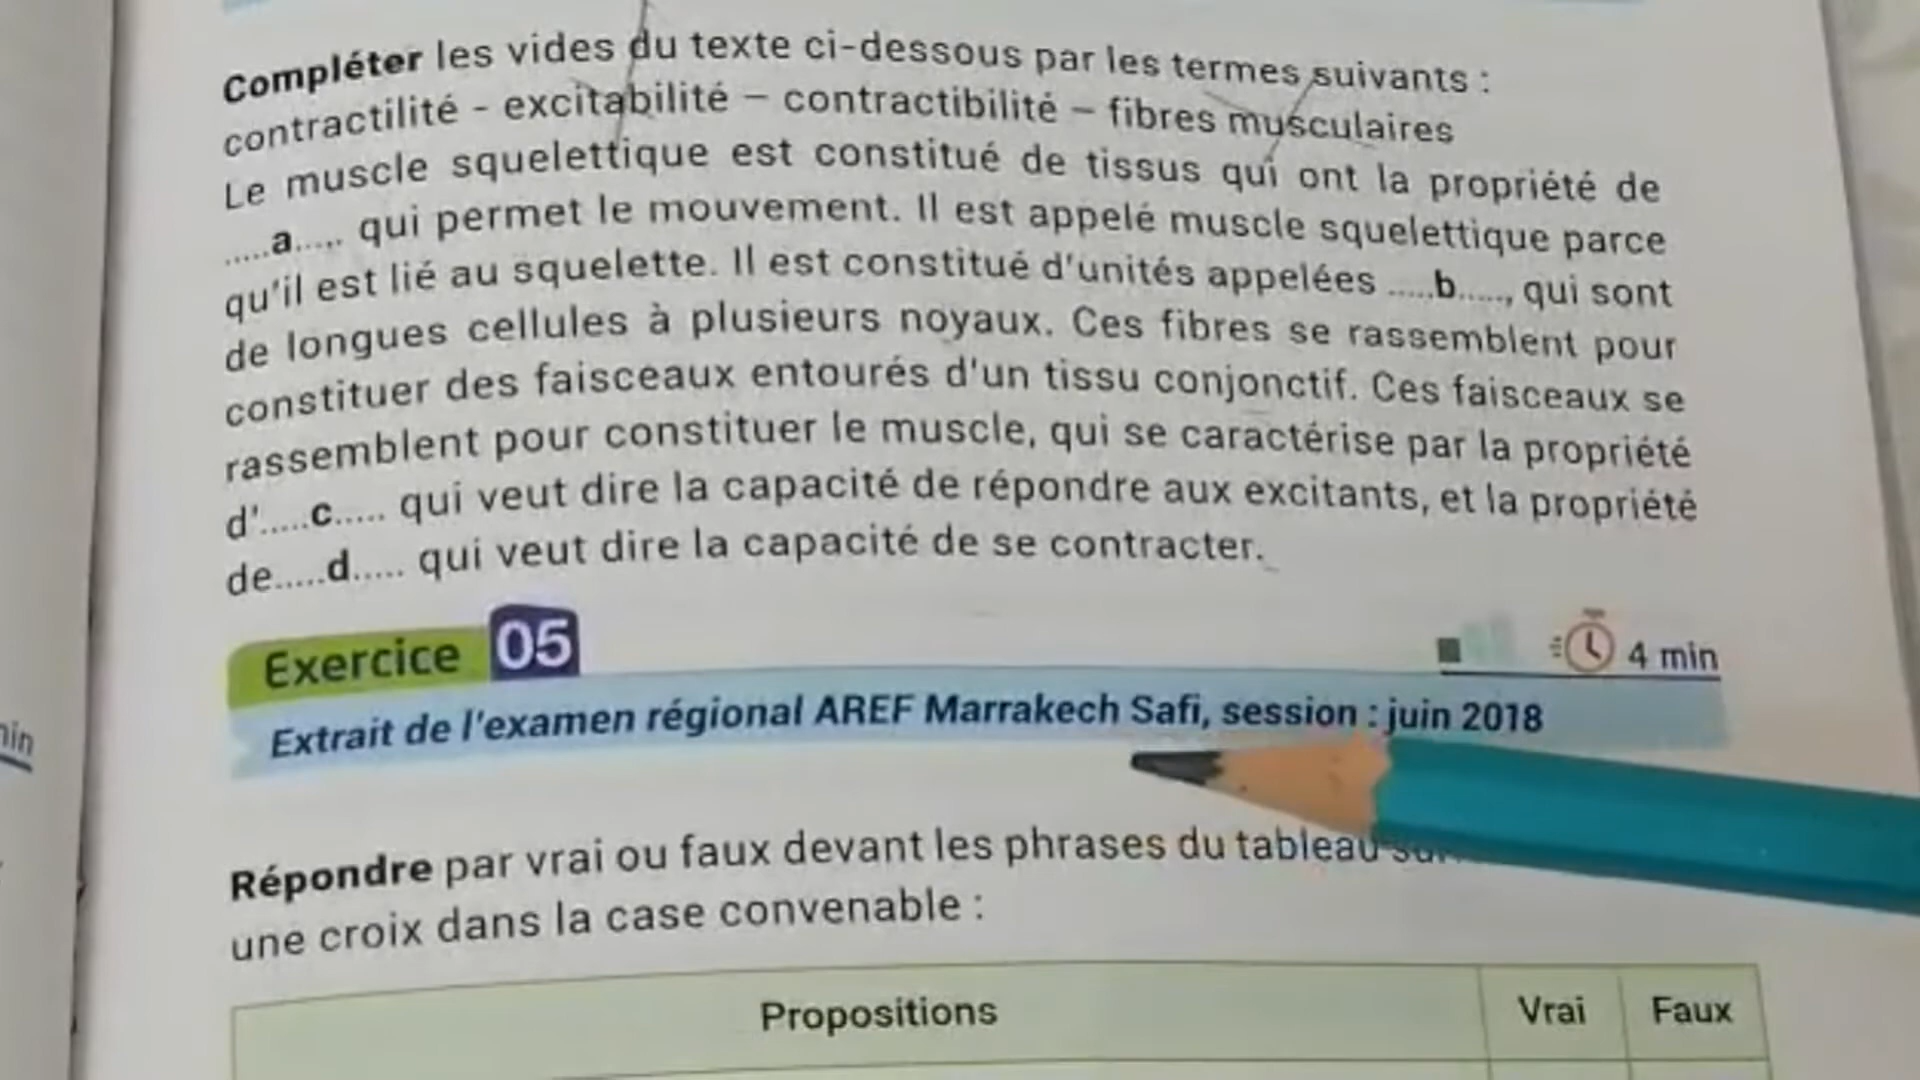 Compléter les vides du texte ci-dessous par les termes suivants :
contractilité - excitabilité – contractibilité – fibres musculaires
Le muscle squelettique est constitué de tissus qui ont la propriété de
.....a..... qui permet le mouvement. Il est appelé muscle squelettique parce
qu'il est lié au squelette. Il est constitué d'unités appelées .....b....., qui sont
de longues cellules à plusieurs noyaux. Ces fibres se rassemblent pour
constituer des faisceaux entourés d'un tissu conjonctif. Ces faisceaux se
rassemblent pour constituer le muscle, qui se caractérise par la propriété
d'.....c..... qui veut dire la capacité de répondre aux excitants, et la propriété
de.....d..... qui veut dire la capacité de se contracter.
Exercice 05
4 min
Extrait de l'examen régional AREF Marrakech Safi, session : juin 2018
Répondre par vrai ou faux devant les phrases du tableau
une croix dans la case convenable :
Propositions Vrai Faux